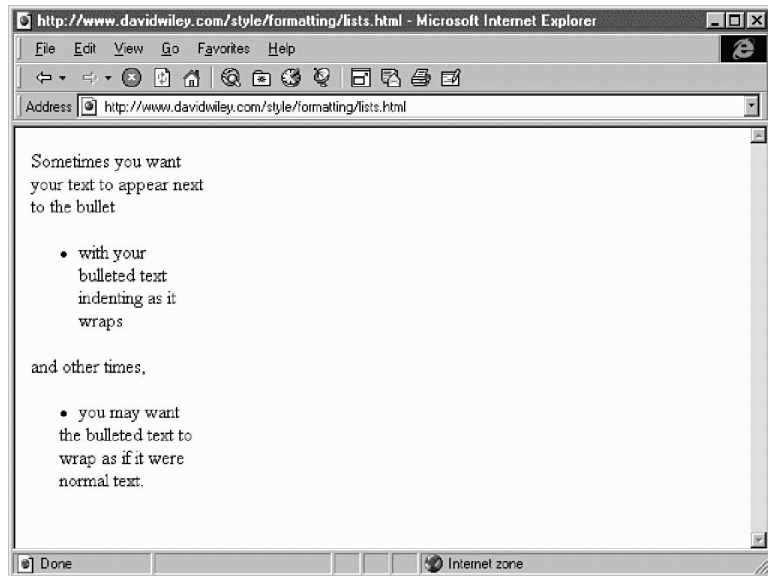 http://www.davidwiley.com/style/formatting/lists.html - Microsoft Internet Explorer
File Edit View Go Favorites Help
Address http://www.davidwiley.com/style/formatting/lists.html
Sometimes you want
your text to appear next
to the bullet
• with your
bulleted text
indenting as it
wraps
and other times,
• you may want
the bulleted text to
wrap as if it were
normal text.
Done Internet zone